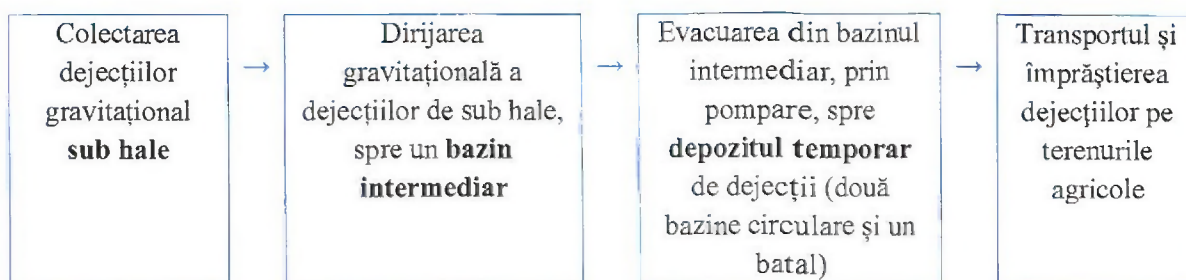 Colectarea
dejecțiilor
gravitațional
sub hale
→
Dirijarea
gravitațională a
dejecțiilor de sub hale,
spre un bazin
intermediar
→
Evacuarea din bazinul
intermediar, prin
pompare, spre
depozitul temporar
de dejecții (două
bazine circulare și un
batal)
→
Transportul și
împrăștierea
dejecțiilor pe
terenurile
agricole